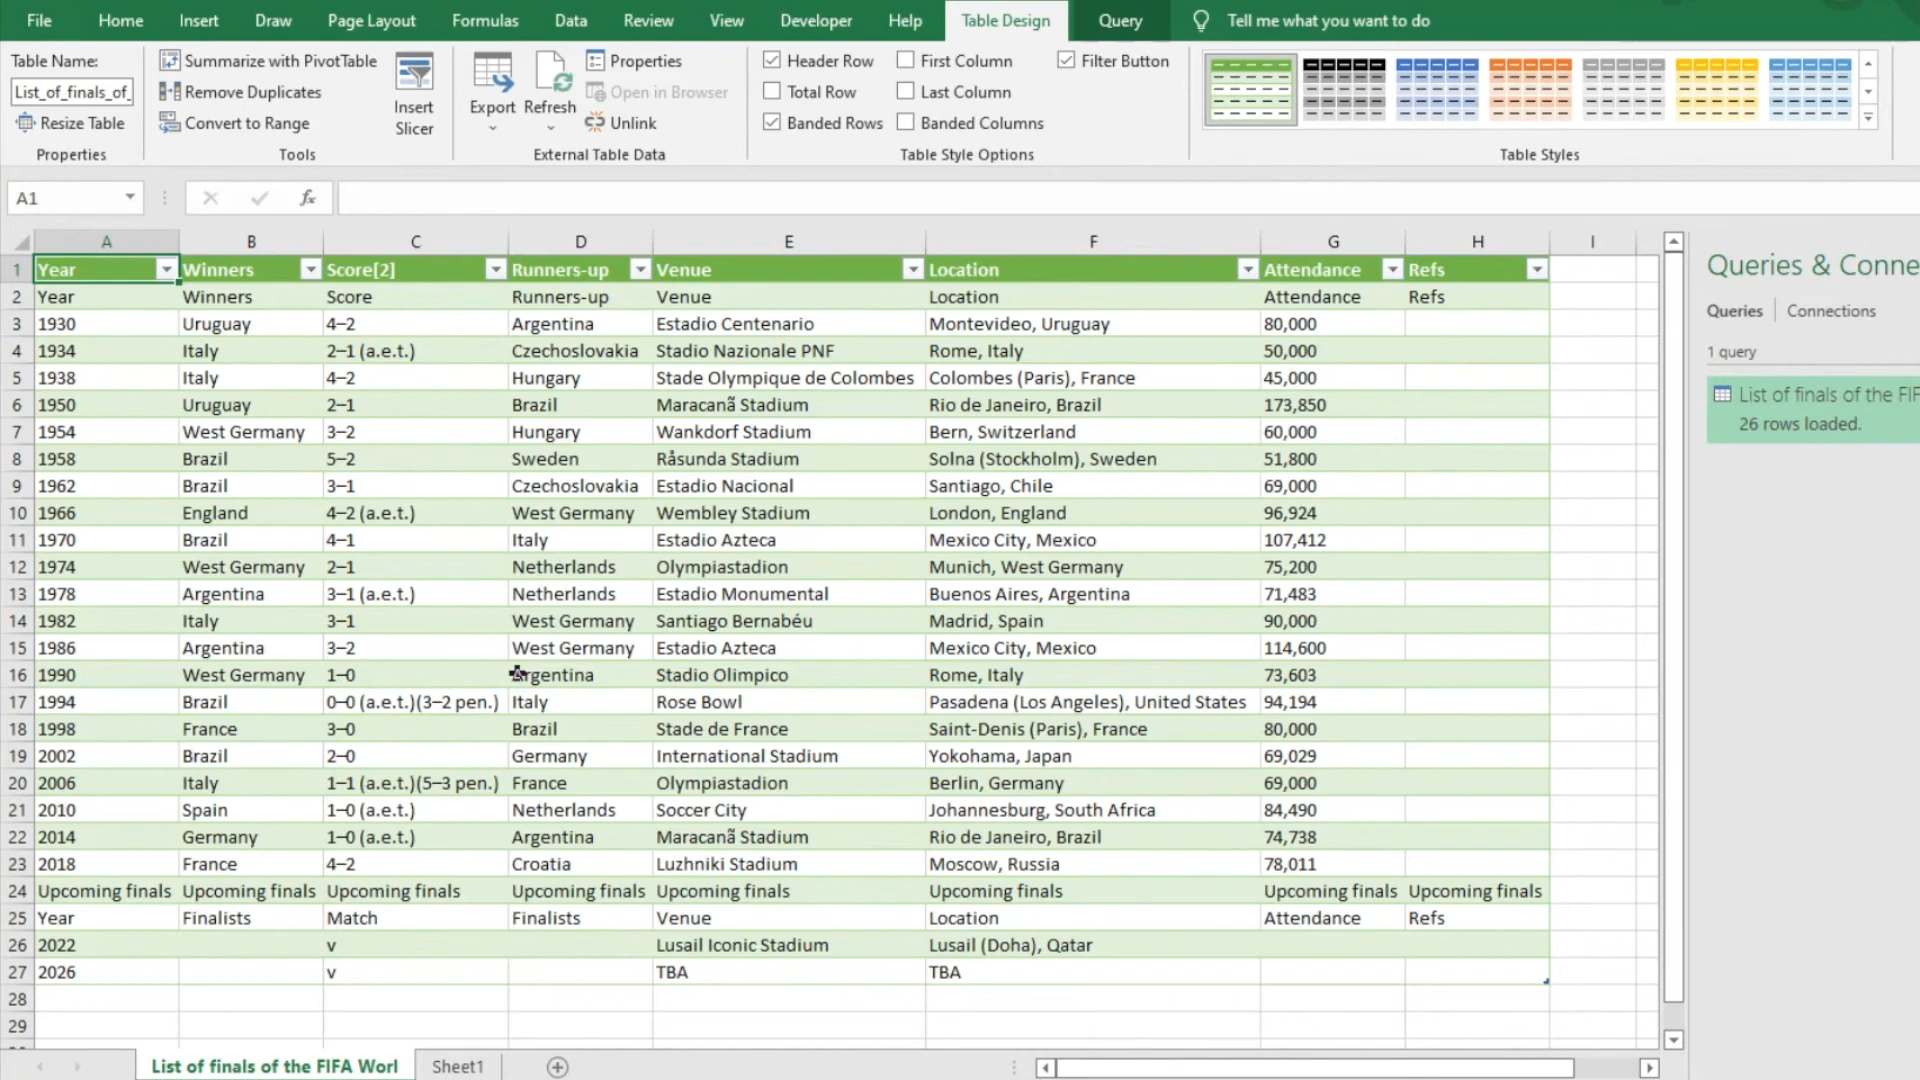 File Home Insert Draw Page Layout Formulas Data Review View Developer Help Table Design Query Tell me what you want to do
Table Name:
List_of_finals_of_
Resize Table
Properties
Summarize with PivotTable
Remove Duplicates
Convert to Range
Tools
Insert
Slicer
Export
Refresh
Properties
Open in Browser
Unlink
External Table Data
Header Row First Column Filter Button
Total Row Last Column
Banded Rows Banded Columns
Table Style Options
Table Styles
A1 fx
A B C D E F G H I
1 Year Winners Score[2] Runners-up Venue Location Attendance Refs
2 Year Winners Score Runners-up Venue Location Attendance Refs
3 1930 Uruguay 4–2 Argentina Estadio Centenario Montevideo, Uruguay 80,000
4 1934 Italy 2–1 (a.e.t.) Czechoslovakia Stadio Nazionale PNF Rome, Italy 50,000
5 1938 Italy 4–2 Hungary Stade Olympique de Colombes Colombes (Paris), France 45,000
6 1950 Uruguay 2–1 Brazil Maracanã Stadium Rio de Janeiro, Brazil 173,850
7 1954 West Germany 3–2 Hungary Wankdorf Stadium Bern, Switzerland 60,000
8 1958 Brazil 5–2 Sweden Råsunda Stadium Solna (Stockholm), Sweden 51,800
9 1962 Brazil 3–1 Czechoslovakia Estadio Nacional Santiago, Chile 69,000
10 1966 England 4–2 (a.e.t.) West Germany Wembley Stadium London, England 96,924
11 1970 Brazil 4–1 Italy Estadio Azteca Mexico City, Mexico 107,412
12 1974 West Germany 2–1 Netherlands Olympiastadion Munich, West Germany 75,200
13 1978 Argentina 3–1 (a.e.t.) Netherlands Estadio Monumental Buenos Aires, Argentina 71,483
14 1982 Italy 3–1 West Germany Santiago Bernabéu Madrid, Spain 90,000
15 1986 Argentina 3–2 West Germany Estadio Azteca Mexico City, Mexico 114,600
16 1990 West Germany 1–0 Argentina Stadio Olimpico Rome, Italy 73,603
17 1994 Brazil 0–0 (a.e.t.)(3–2 pen.) Italy Rose Bowl Pasadena (Los Angeles), United States 94,194
18 1998 France 3–0 Brazil Stade de France Saint-Denis (Paris), France 80,000
19 2002 Brazil 2–0 Germany International Stadium Yokohama, Japan 69,029
20 2006 Italy 1–1 (a.e.t.)(5–3 pen.) France Olympiastadion Berlin, Germany 69,000
21 2010 Spain 1–0 (a.e.t.) Netherlands Soccer City Johannesburg, South Africa 84,490
22 2014 Germany 1–0 (a.e.t.) Argentina Maracanã Stadium Rio de Janeiro, Brazil 74,738
23 2018 France 4–2 Croatia Luzhniki Stadium Moscow, Russia 78,011
24 Upcoming finals Upcoming finals Upcoming finals Upcoming finals Upcoming finals Upcoming finals Upcoming finals Upcoming finals
25 Year Finalists Match Finalists Venue Location Attendance Refs
26 2022 v Lusail Iconic Stadium Lusail (Doha), Qatar
27 2026 v TBA TBA
28
29
List of finals of the FIFA Worl Sheet1
Queries & Conne
Queries Connections
1 query
List of finals of the FIF
26 rows loaded.